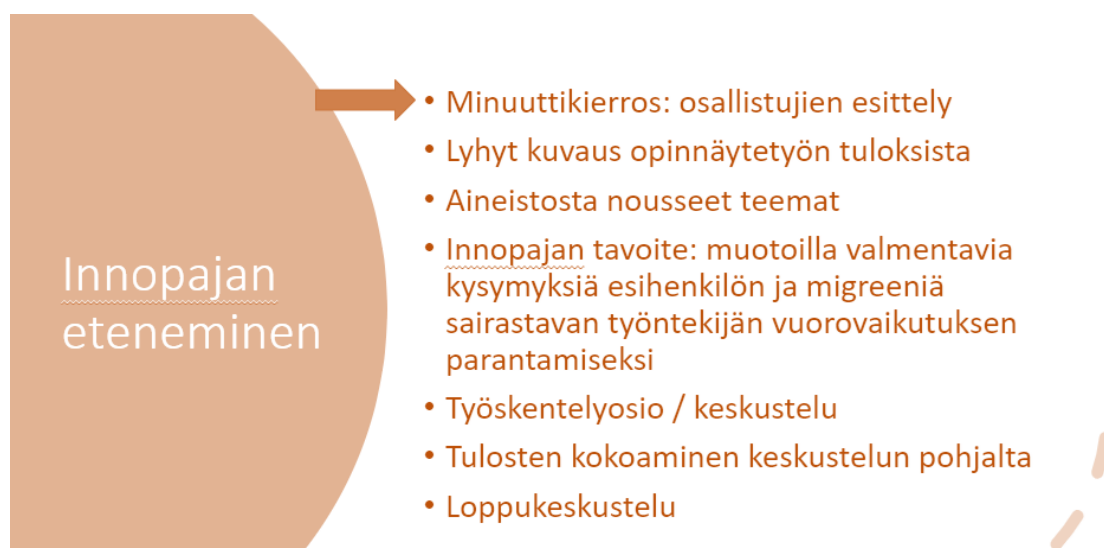 Innopajan
eteneminen
• Minuuttikierros: osallistujien esittely
• Lyhyt kuvaus opinnäytetyön tuloksista
• Aineistosta nousseet teemat
• Innopajan tavoite: muotoilla valmentavia
kysymyksiä esihenkilön ja migreeniä
sairastavan työntekijän vuorovaikutuksen
parantamiseksi
• Työskentelyosio / keskustelu
• Tulosten kokoaminen keskustelun pohjalta
• Loppukeskustelu